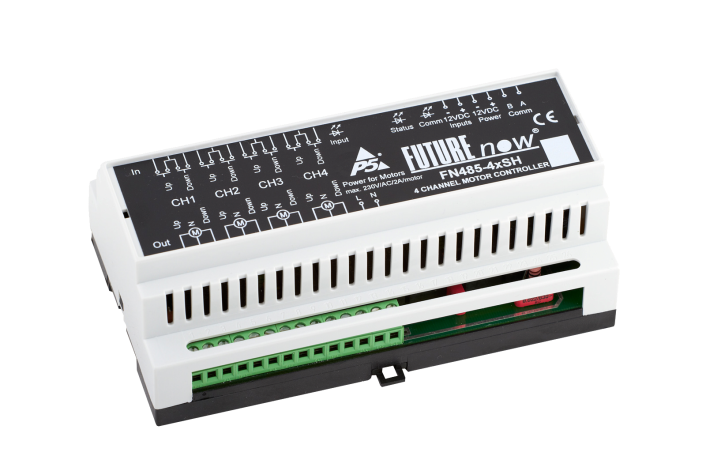 In
Up
Down
Up
Down
Up
Down
Up
Down
CH1
CH2
CH3
CH4
Input
Status
Comm
12VDC
Inputs
12VDC
Power
B A
Comm
- + - +
P5
FUTURE now®
CE
FN485-4xSH
4 CHANNEL MOTOR CONTROLLER
Power for Motors
max. 230V/AC/2A/motor
L N
Up N Down
Up N Down
Up N Down
Up N Down
Out
M
M
M
M